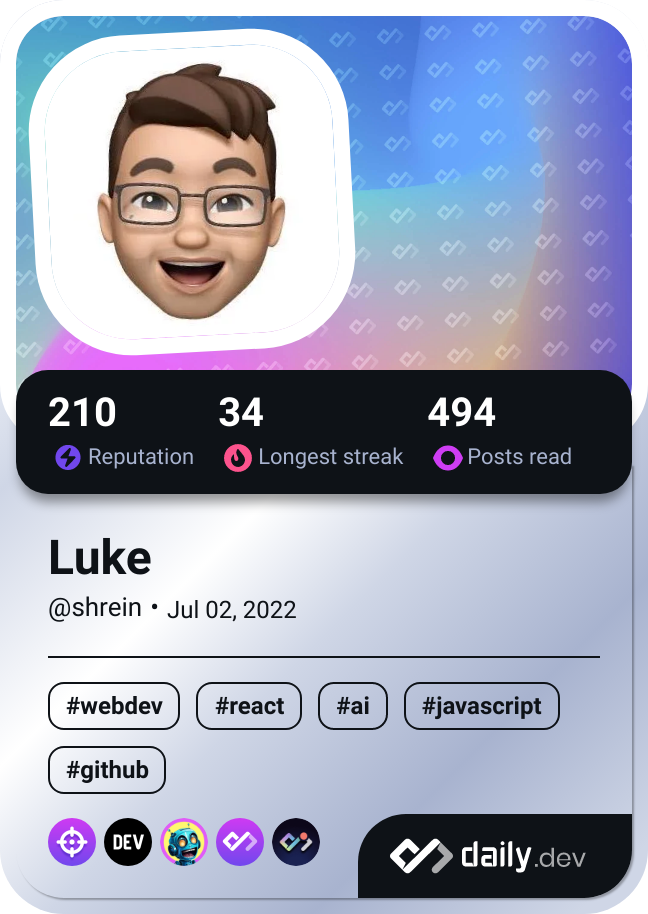 210 34 494
Reputation Longest streak Posts read
Luke
@shrein • Jul 02, 2022
#webdev #react #ai #javascript
#github
DEV
daily.dev